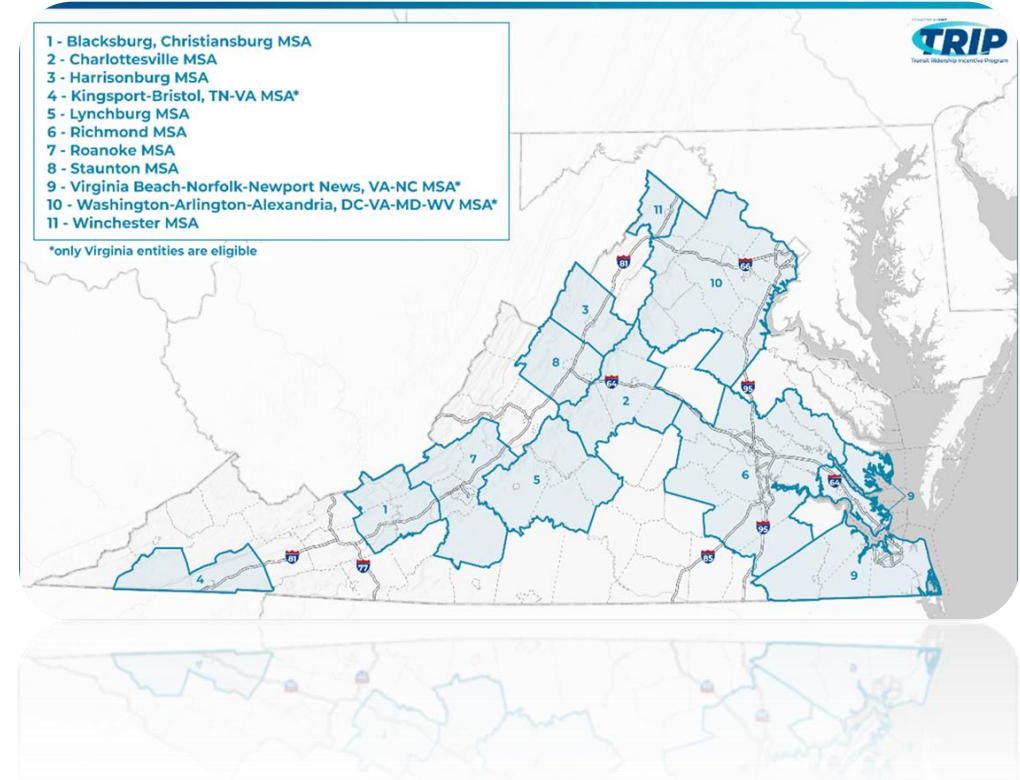 1 - Blacksburg, Christiansburg MSA
2 - Charlottesville MSA
3 - Harrisonburg MSA
4 - Kingsport-Bristol, TN-VA MSA*
5 - Lynchburg MSA
6 - Richmond MSA
7 - Roanoke MSA
8 - Staunton MSA
9 - Virginia Beach-Norfolk-Newport News, VA-NC MSA*
10 - Washington-Arlington-Alexandria, DC-VA-MD-WV MSA*
11 - Winchester MSA
*only Virginia entities are eligible
TRIP
Transit Ridership Incentive Program
11
81
66
10
3
8
64
95
2
7
5
6
1
64
9
95
81
85
77
4
9